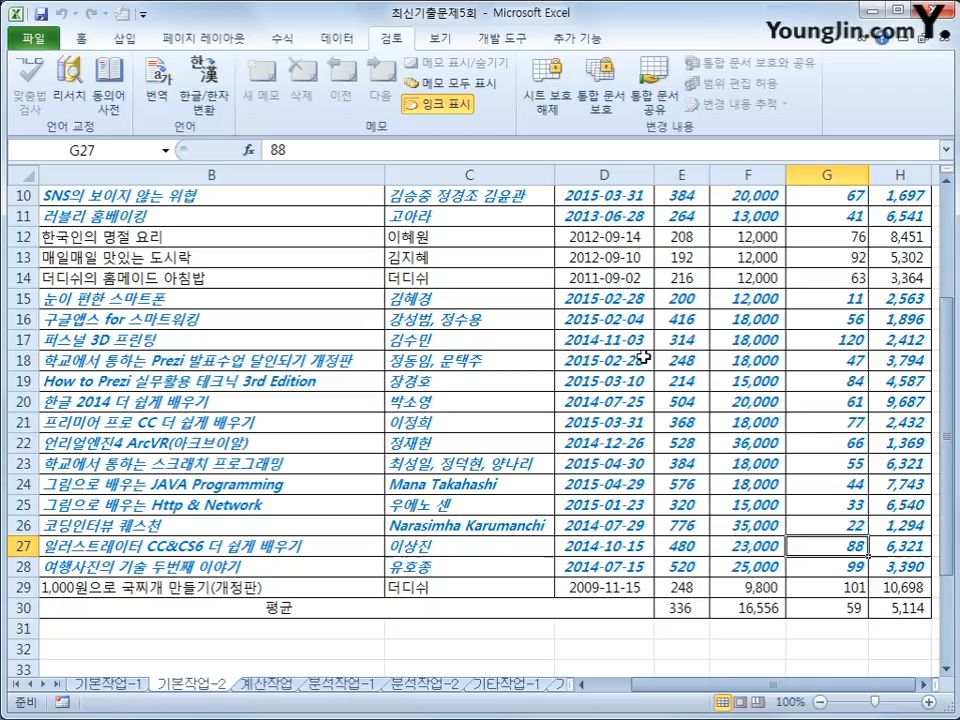 최신기출문제5회 - Microsoft Excel
Younglin.com Y.
파일 홈 삽입 페이지 레이아웃 수식 데이터 검토 보기 개발 도구 추가 기능
맞춤법 검사 리서치 동의어 사전 번역 한글/한자 변환 새 메모 삭제 이전 다음 메모 표시/숨기기 메모 모두 표시 잉크 표시 시트 보호 해제 통합 문서 보호 통합 문서 공유 통합 문서 보호와 공유 범위 편집 허용 변경 내용 추적
언어 교정 언어 메모 변경 내용
G27 fx 88
B C D E F G H
10 SNS의 보이지 않는 위협 김승중 정경조 김윤관 2015-03-31 384 20,000 67 1,697
11 러브리 홈베이킹 고아라 2013-06-28 264 13,000 41 6,541
12 한국인의 명절 요리 이혜원 2012-09-14 208 12,000 76 8,451
13 매일매일 맛있는 도시락 김지혜 2012-09-10 192 12,000 92 5,302
14 더디쉬의 홈메이드 아침밥 더디쉬 2011-09-02 216 12,000 63 3,364
15 눈이 편한 스마트폰 김혜경 2015-02-28 200 12,000 11 2,563
16 구글앱스 for 스마트워킹 강성범, 정수용 2015-02-04 416 18,000 56 1,896
17 퍼스널 3D 프린팅 김수민 2014-11-03 314 18,000 120 2,412
18 학교에서 통하는 Prezi 발표수업 달인되기 개정판 정동임, 문택주 248 18,000 47 3,794
19 How to Prezi 실무활용 테크닉 3rd Edition 장경호 2015-03-10 214 15,000 84 4,587
20 한글 2014 더 쉽게 배우기 박소영 2014-07-25 504 20,000 61 9,687
21 프리미어 프로 CC 더 쉽게 배우기 이정희 2015-03-31 368 18,000 77 2,432
22 언리얼엔진4 ArcVR(아크브이알) 정재헌 2014-12-26 528 36,000 66 1,369
23 학교에서 통하는 스크래치 프로그래밍 최성일, 정덕현, 양나리 2015-04-30 384 18,000 55 6,321
24 그림으로 배우는 JAVA Programming Mana Takahashi 2015-04-29 576 18,000 44 7,743
25 그림으로 배우는 Http & Network 우에노 센 2015-01-23 320 15,000 33 6,540
26 코딩인터뷰 퀘스천 Narasimha Karumanchi 2014-07-29 776 35,000 22 1,294
27 일러스트레이터 CC&CS6 더 쉽게 배우기 이상진 2014-10-15 480 23,000 88 6,321
28 여행사진의 기술 두번째 이야기 유호종 2014-07-15 520 25,000 99 3,390
29 1,000원으로 국찌개 만들기(개정판) 더디쉬 2009-11-15 248 9,800 101 10,698
30 평균 336 16,556 59 5,114
31
32
33
기본작업-1 기본작업-2 계산작업 분석작업-1 분석작업-2 기타작업-1
준비 100%